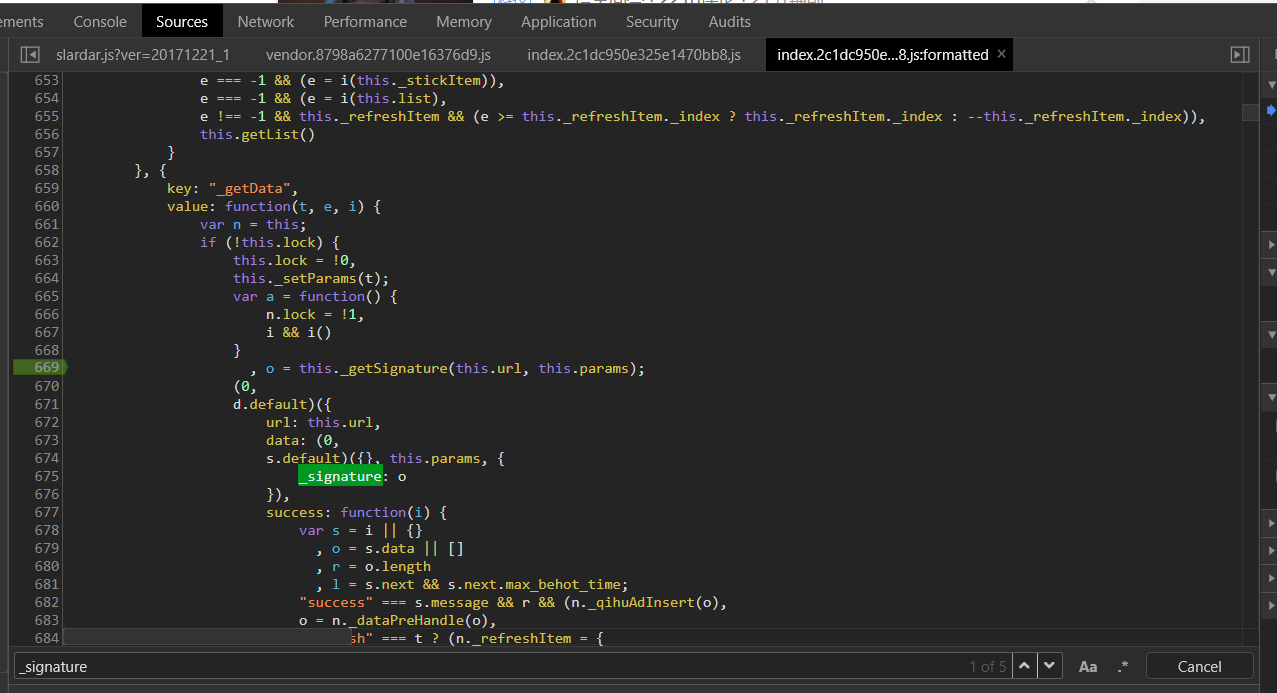 ements Console Sources Network Performance Memory Application Security Audits
slardar.js?ver=20171221_1 vendor.8798a6277100e16376d9.js index.2c1dc950e325e1470bb8.js index.2c1dc950e...8.js:formatted ×
653 e === -1 && (e = i(this._stickItem)),
654 e === -1 && (e = i(this.list),
655 e !== -1 && this._refreshItem && (e >= this._refreshItem._index ? this._refreshItem._index : --this._refreshItem._index)),
656 this.getList()
657 }
658 }, {
659 key: "_getData",
660 value: function(t, e, i) {
661 var n = this;
662 if (!this.lock) {
663 this.lock = !0,
664 this._setParams(t);
665 var a = function() {
666 n.lock = !1,
667 i && i()
668 }
669 , o = this._getSignature(this.url, this.params);
670 (0,
671 d.default)({
672 url: this.url,
673 data: (0,
674 s.default)({}, this.params, {
675 _signature: o
676 }),
677 success: function(i) {
678 var s = i || {}
679 , o = s.data || []
680 , r = o.length
681 , l = s.next && s.next.max_behot_time;
682 "success" === s.message && r && (n._qihuAdInsert(o),
683 o = n._dataPreHandle(o),
684 sh" === t ? (n._refreshItem = {
_signature 1 of 5 Aa .* Cancel